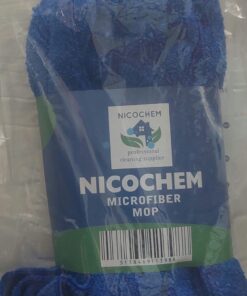 NICOCHEM
professional
cleaning supplies
NICOCHEM
MICROFIBER
MOP